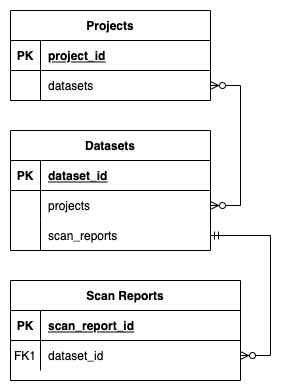 Projects
PK project_id
datasets
Datasets
PK dataset_id
projects
scan_reports
Scan Reports
PK scan_report_id
FK1 dataset_id